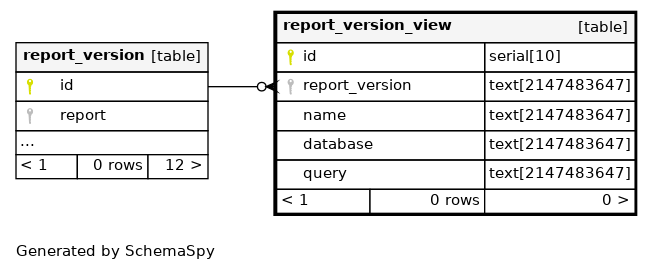 report_version [table]
id
report
...
< 1 0 rows 12 >
report_version_view [table]
id serial[10]
report_version text[2147483647]
name text[2147483647]
database text[2147483647]
query text[2147483647]
< 1 0 rows 0 >
Generated by SchemaSpy